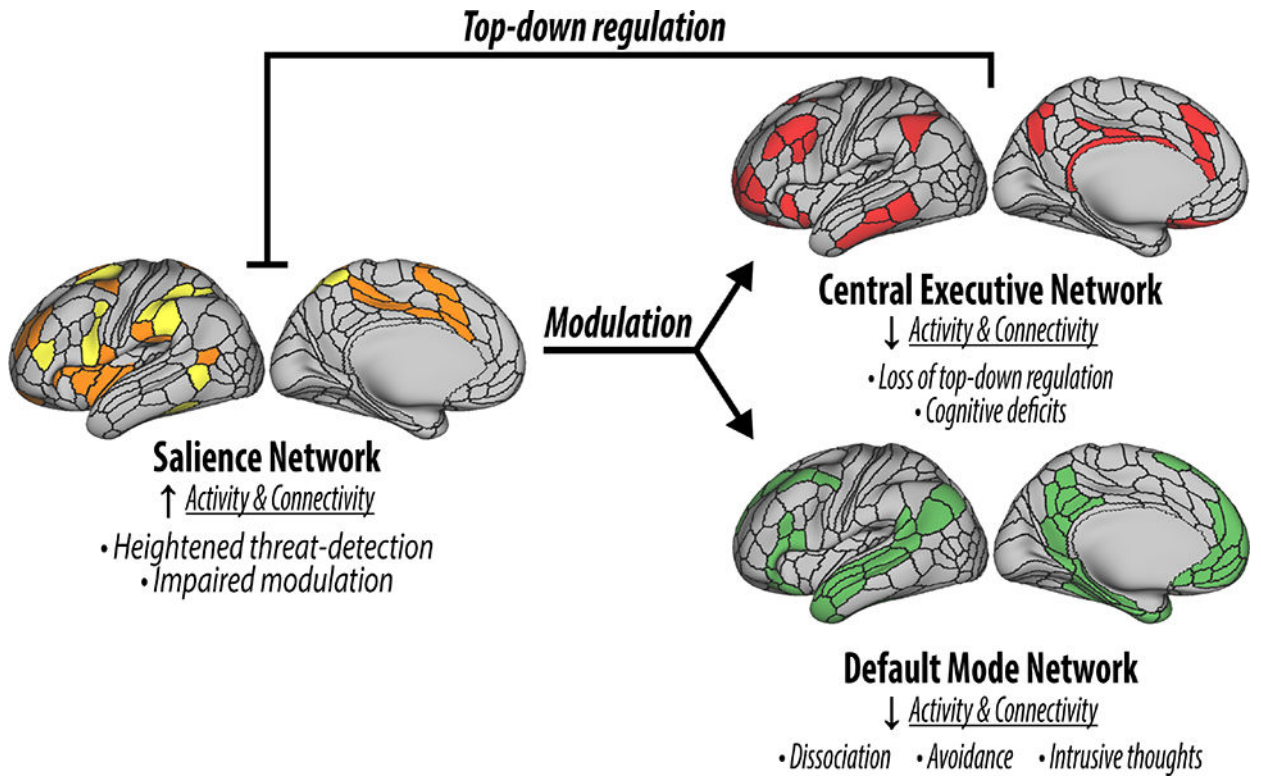 Top-down regulation
Modulation
Salience Network
↑ Activity & Connectivity
• Heightened threat-detection
• Impaired modulation
Central Executive Network
↓ Activity & Connectivity
• Loss of top-down regulation
• Cognitive deficits
Default Mode Network
↓ Activity & Connectivity
• Dissociation • Avoidance • Intrusive thoughts